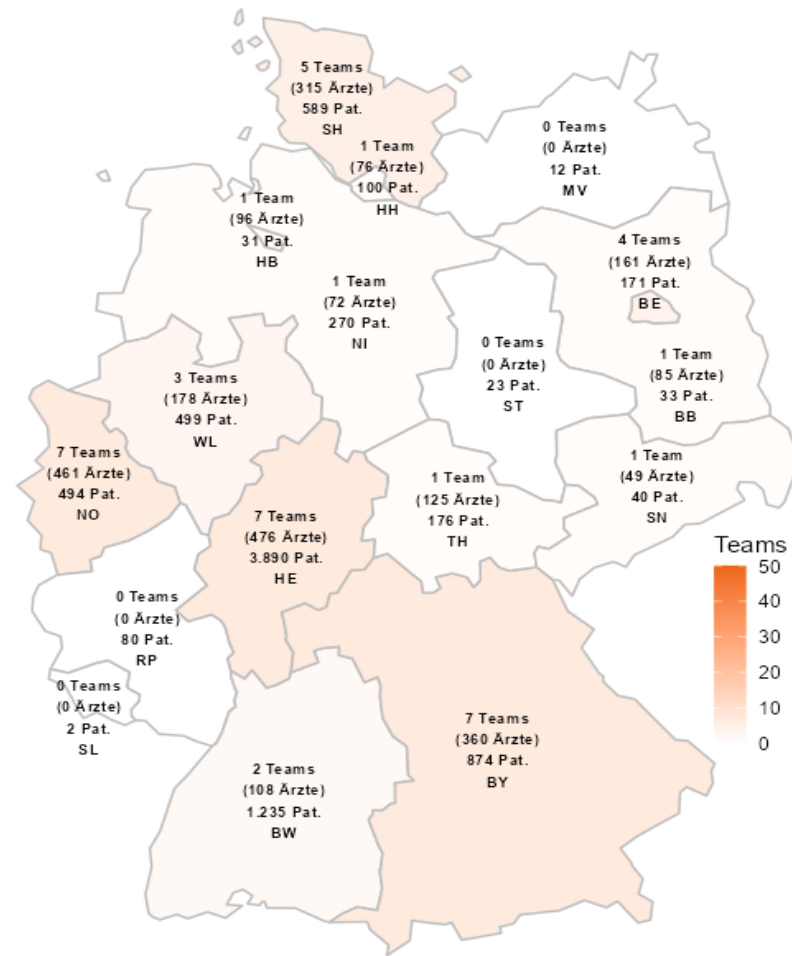 5 Teams
(315 Ärzte)
589 Pat.
SH
1 Team
(76 Ärzte)
100 Pat.
HH
0 Teams
(0 Ärzte)
12 Pat.
MV
1 Team
(96 Ärzte)
31 Pat.
HB
4 Teams
(161 Ärzte)
171 Pat.
BE
1 Team
(72 Ärzte)
270 Pat.
NI
0 Teams
(0 Ärzte)
23 Pat.
ST
1 Team
(85 Ärzte)
33 Pat.
BB
3 Teams
(178 Ärzte)
499 Pat.
WL
7 Teams
(461 Ärzte)
494 Pat.
NO
1 Team
(125 Ärzte)
176 Pat.
TH
1 Team
(49 Ärzte)
40 Pat.
SN
7 Teams
(476 Ärzte)
3.890 Pat.
HE
0 Teams
(0 Ärzte)
80 Pat.
RP
0 Teams
(0 Ärzte)
2 Pat.
SL
7 Teams
(360 Ärzte)
874 Pat.
BY
2 Teams
(108 Ärzte)
1.235 Pat.
BW
Teams
50
40
30
20
10
0